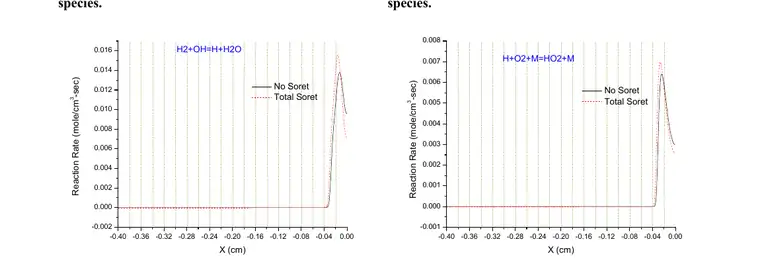 species.
species.
H2+OH=H+H2O
No Soret
Total Soret
Reaction Rate (mole/cm³-sec)
0.016
0.014
0.012
0.010
0.008
0.006
0.004
0.002
0.000
-0.002
-0.40 -0.36 -0.32 -0.28 -0.24 -0.20 -0.16 -0.12 -0.08 -0.04 0.00
X (cm)
H+O2+M=HO2+M
No Soret
Total Soret
Reaction Rate (mole/cm³-sec)
0.008
0.007
0.006
0.005
0.004
0.003
0.002
0.001
0.000
-0.001
-0.40 -0.36 -0.32 -0.28 -0.24 -0.20 -0.16 -0.12 -0.08 -0.04 0.00
X (cm)